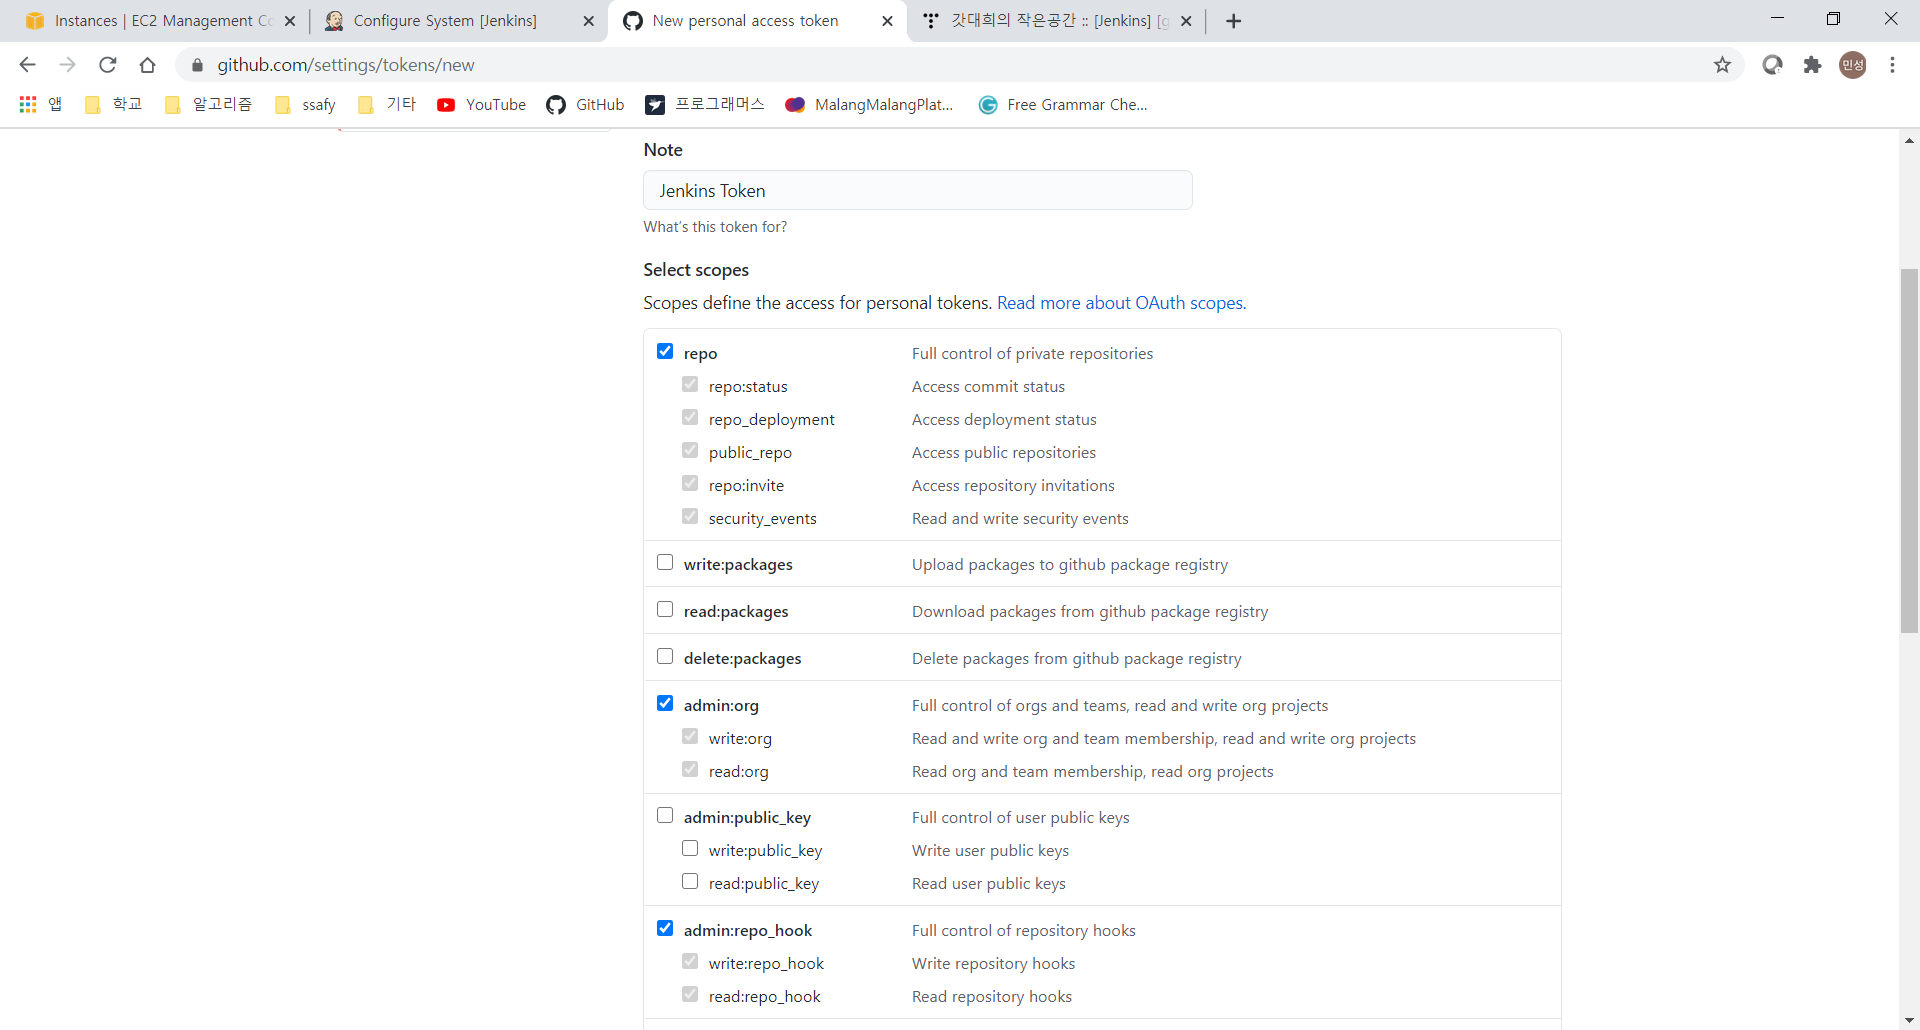 Instances | EC2 Management Co
Configure System [Jenkins]
New personal access token
갓대희의 작은공간 :: [Jenkins] [g
github.com/settings/tokens/new
민성
앱
학교
알고리즘
ssafy
기타
YouTube
GitHub
프로그래머스
MalangMalangPlat...
Free Grammar Che...
Note
Jenkins Token
What's this token for?
Select scopes
Scopes define the access for personal tokens. Read more about OAuth scopes.
repo Full control of private repositories
repo:status Access commit status
repo_deployment Access deployment status
public_repo Access public repositories
repo:invite Access repository invitations
security_events Read and write security events
write:packages Upload packages to github package registry
read:packages Download packages from github package registry
delete:packages Delete packages from github package registry
admin:org Full control of orgs and teams, read and write org projects
write:org Read and write org and team membership, read and write org projects
read:org Read org and team membership, read org projects
admin:public_key Full control of user public keys
write:public_key Write user public keys
read:public_key Read user public keys
admin:repo_hook Full control of repository hooks
write:repo_hook Write repository hooks
read:repo_hook Read repository hooks